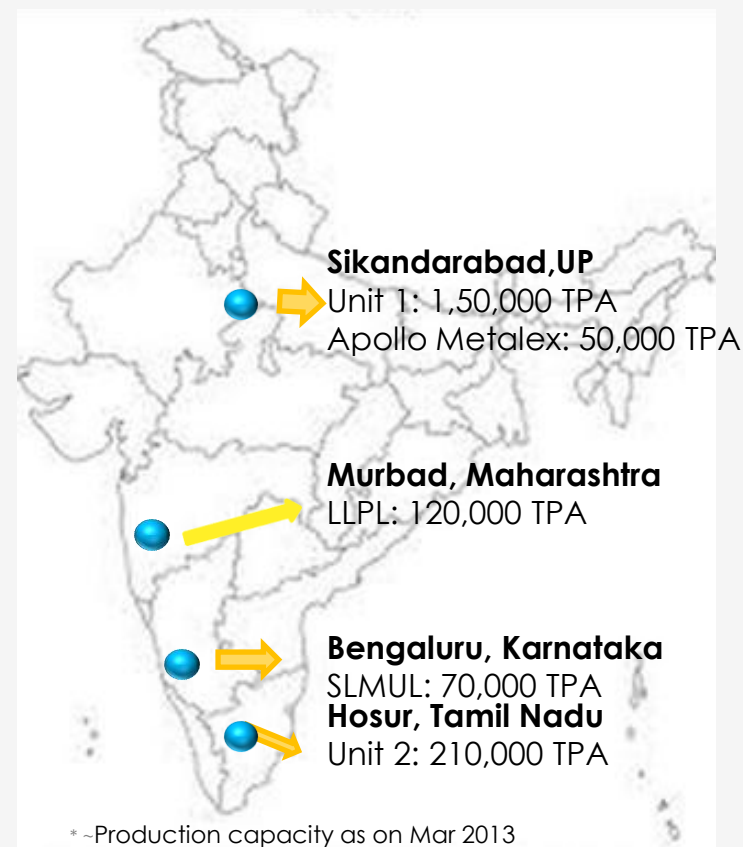 Sikandarabad,UP
Unit 1: 1,50,000 TPA
Apollo Metalex: 50,000 TPA
Murbad, Maharashtra
LLPL: 120,000 TPA
Bengaluru, Karnataka
SLMUL: 70,000 TPA
Hosur, Tamil Nadu
Unit 2: 210,000 TPA
* ~Production capacity as on Mar 2013